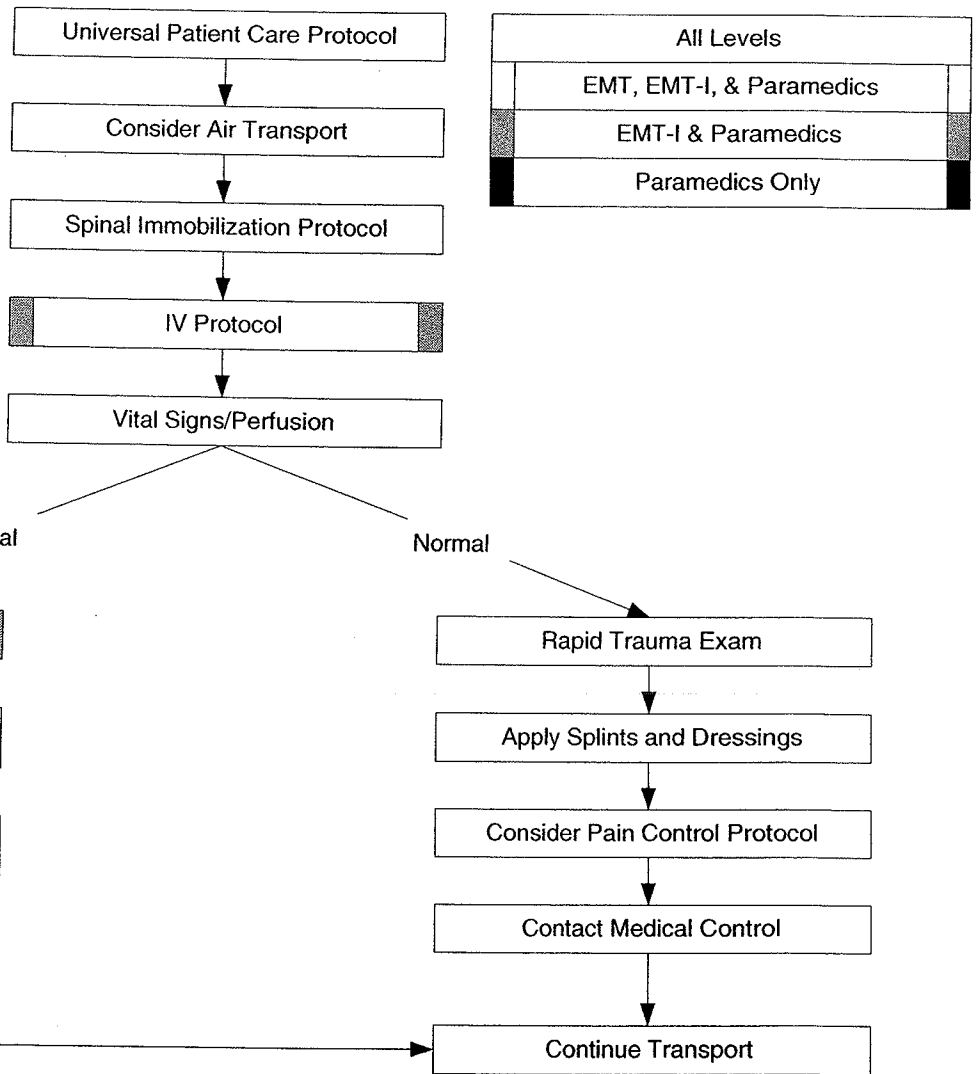 Universal Patient Care Protocol
Consider Air Transport
Spinal Immobilization Protocol
IV Protocol
Vital Signs/Perfusion
All Levels
EMT, EMT-I, & Paramedics
EMT-I & Paramedics
Paramedics Only
al
Normal
Rapid Trauma Exam
Apply Splints and Dressings
Consider Pain Control Protocol
Contact Medical Control
Continue Transport